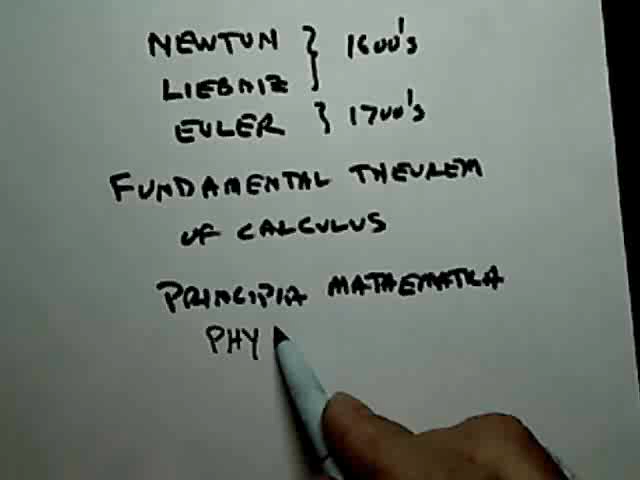 NEWTON } 1600's
LIEBNIZ
EULER } 1700's
FUNDAMENTAL THEOREM
OF CALCULUS
PRINCIPIA MATHEMATICA
PHY